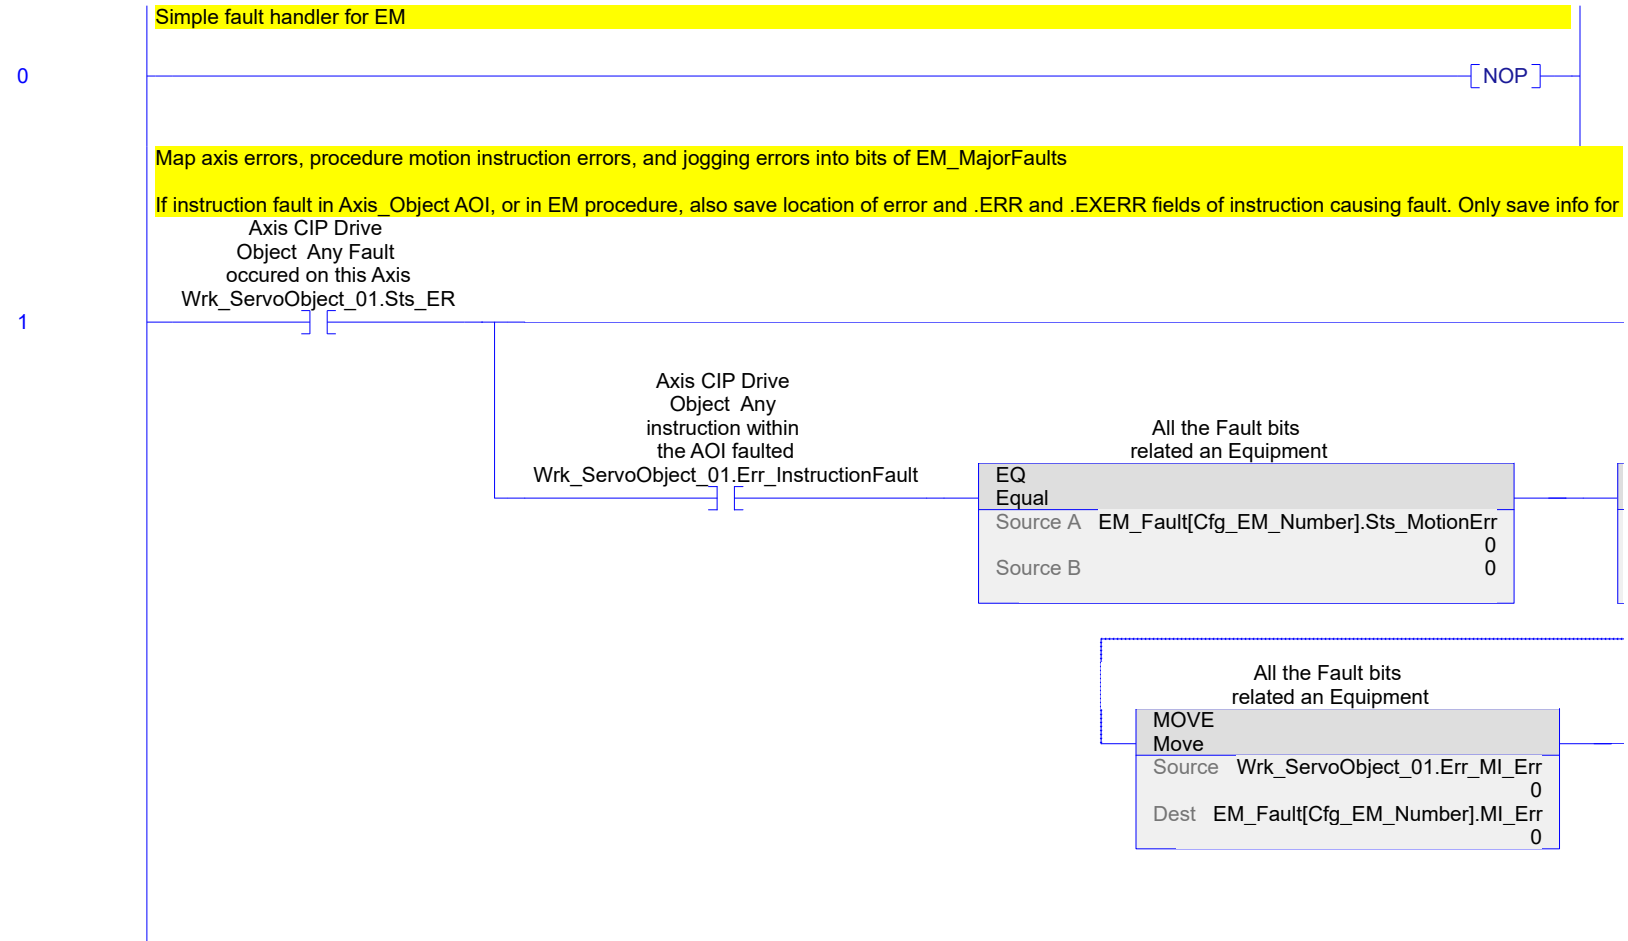 Simple fault handler for EM
0
NOP
Map axis errors, procedure motion instruction errors, and jogging errors into bits of EM_MajorFaults
If instruction fault in Axis_Object AOI, or in EM procedure, also save location of error and .ERR and .EXERR fields of instruction causing fault. Only save info for
Axis CIP Drive
Object  Any Fault
occured on this Axis
Wrk_ServoObject_01.Sts_ER
1
Axis CIP Drive
Object  Any
instruction within
the AOI faulted
Wrk_ServoObject_01.Err_InstructionFault
All the Fault bits
related an Equipment
EQ
Equal
Source A EM_Fault[Cfg_EM_Number].Sts_MotionErr
0
Source B 0
All the Fault bits
related an Equipment
MOVE
Move
Source Wrk_ServoObject_01.Err_MI_Err
0
Dest EM_Fault[Cfg_EM_Number].MI_Err
0